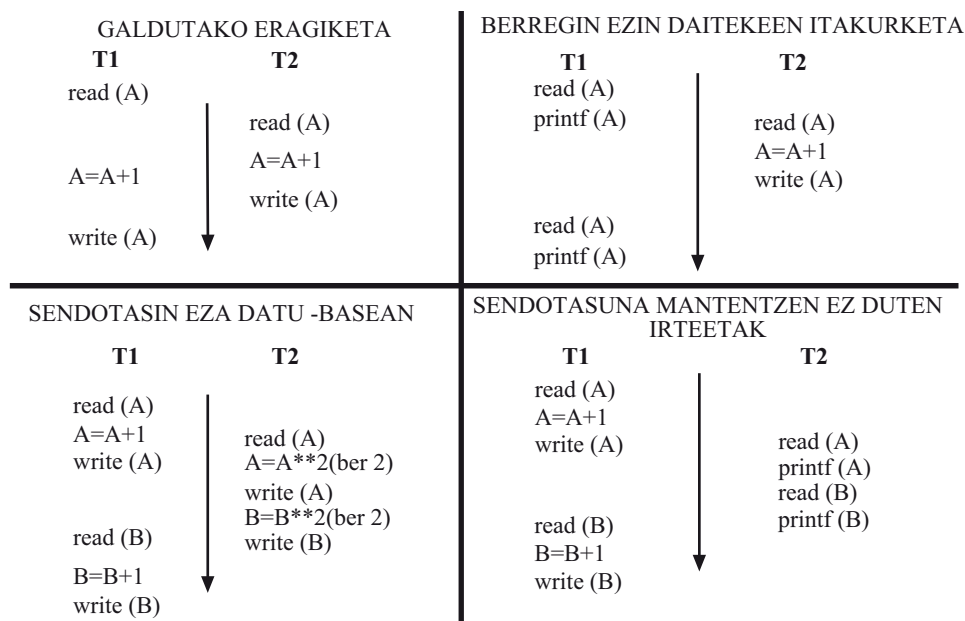 GALDUTAKO ERAGIKETA
T1 T2
read (A)
read (A)
A=A+1
A=A+1
write (A)
write (A)
BERREGIN EZIN DAITEKEEN ITAKURKETA
T1 T2
read (A)
printf (A) read (A)
A=A+1
write (A)
read (A)
printf (A)
SENDOTASIN EZA DATU -BASEAN
T1 T2
read (A)
A=A+1 read (A)
write (A) A=A**2(ber 2)
write (A)
B=B**2(ber 2)
read (B) write (B)
B=B+1
write (B)
SENDOTASUNA MANTENTZEN EZ DUTEN
IRTEETAK
T1 T2
read (A)
A=A+1
write (A) read (A)
printf (A)
read (B)
read (B) printf (B)
B=B+1
write (B)